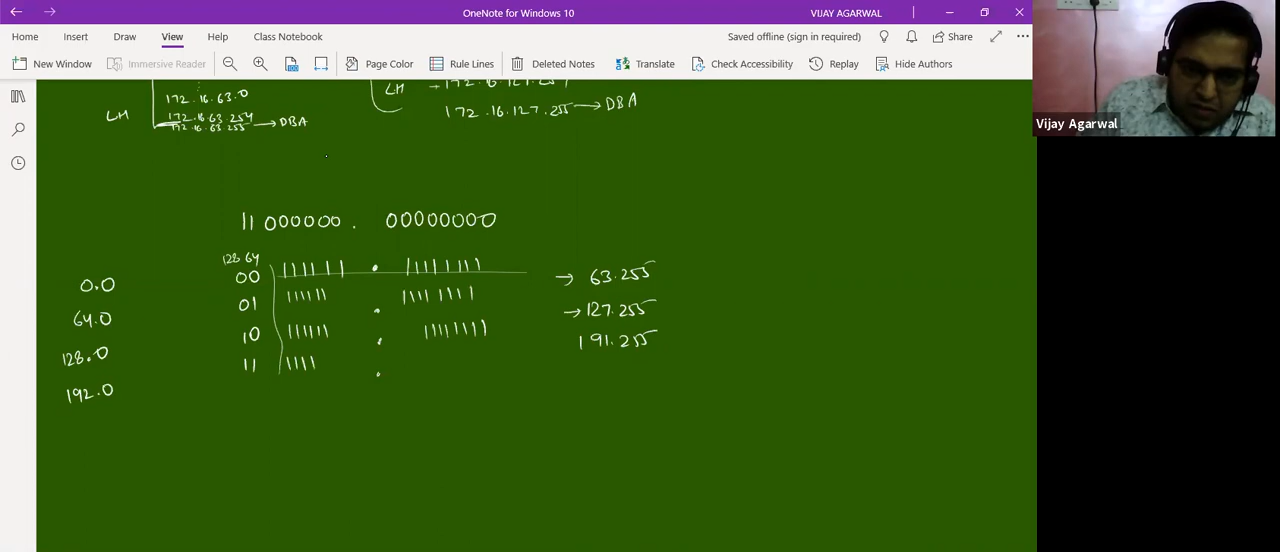 OneNote for Windows 10
VIJAY AGARWAL
Home Insert Draw View Help Class Notebook
Saved offline (sign in required) Share
New Window Immersive Reader Page Color Rule Lines Deleted Notes Translate Check Accessibility Replay Hide Authors
172.16.63.0
LH 172.16.63.254
172.16.63.255 → DBA
LH
172.16.127.255 → DBA
11 000000 . 00000000
128 64
0.0 00 111111 . 11111111 → 63.255
64.0 01 111111 . 11111111 → 127.255
128.0 10 111111 . 11111111 191.255
192.0 11 1111 .
Vijay Agarwal